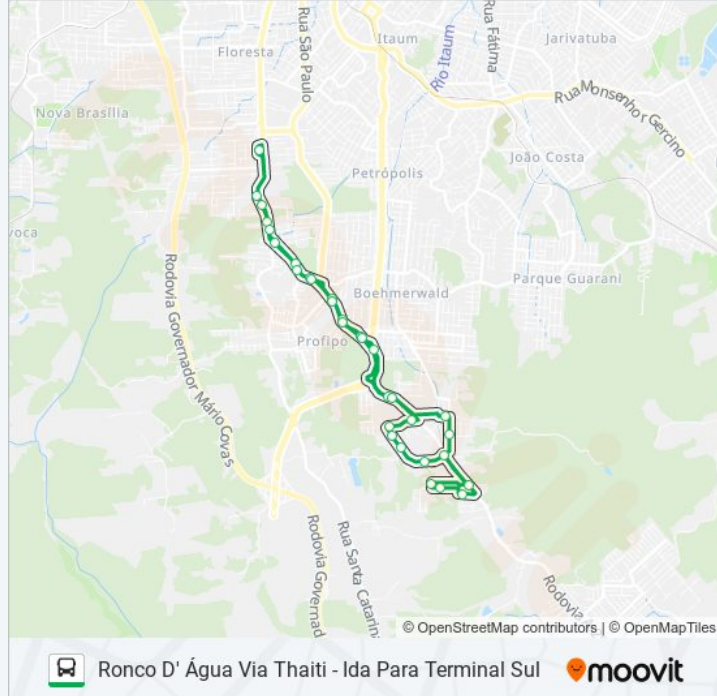 Floresta
Rua São Paulo
Itaum
Rio Itaum
Rua Fátima
Jarivatuba
Nova Brasília
Rua Monsenhor Gercino
João Costa
Petrópolis
voca
Parque Guarani
Boehmerwald
Profipo
Rodovia Governador Mário Covas
Rodovia Governad
Rua Santa Catarin
Rodovia
© OpenStreetMap contributors | © OpenMapTiles
Ronco D' Água Via Thaiti - Ida Para Terminal Sul
moovit